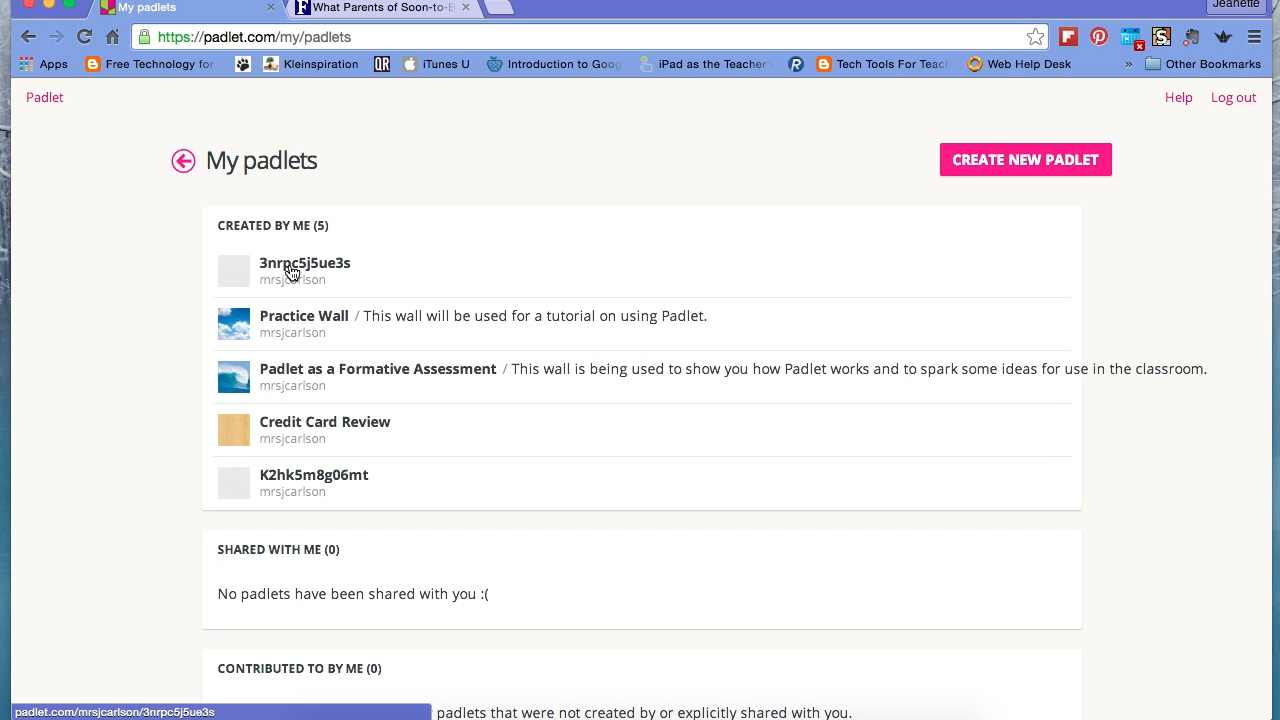 My padlets
What Parents of Soon-to-B
Jeanette
https://padlet.com/my/padlets
Apps
Free Technology for
Kleinspiration
QR
iTunes U
Introduction to Goog
iPad as the Teacher'
Tech Tools For Teac
Web Help Desk
»
Other Bookmarks
Padlet
Help
Log out
My padlets
CREATE NEW PADLET
CREATED BY ME (5)
3nrpc5j5ue3s
mrsjcarlson
Practice Wall / This wall will be used for a tutorial on using Padlet.
mrsjcarlson
Padlet as a Formative Assessment / This wall is being used to show you how Padlet works and to spark some ideas for use in the classroom.
mrsjcarlson
Credit Card Review
mrsjcarlson
K2hk5m8g06mt
mrsjcarlson
SHARED WITH ME (0)
No padlets have been shared with you :(
CONTRIBUTED TO BY ME (0)
padlets that were not created by or explicitly shared with you.
padlet.com/mrsjcarlson/3nrpc5j5ue3s